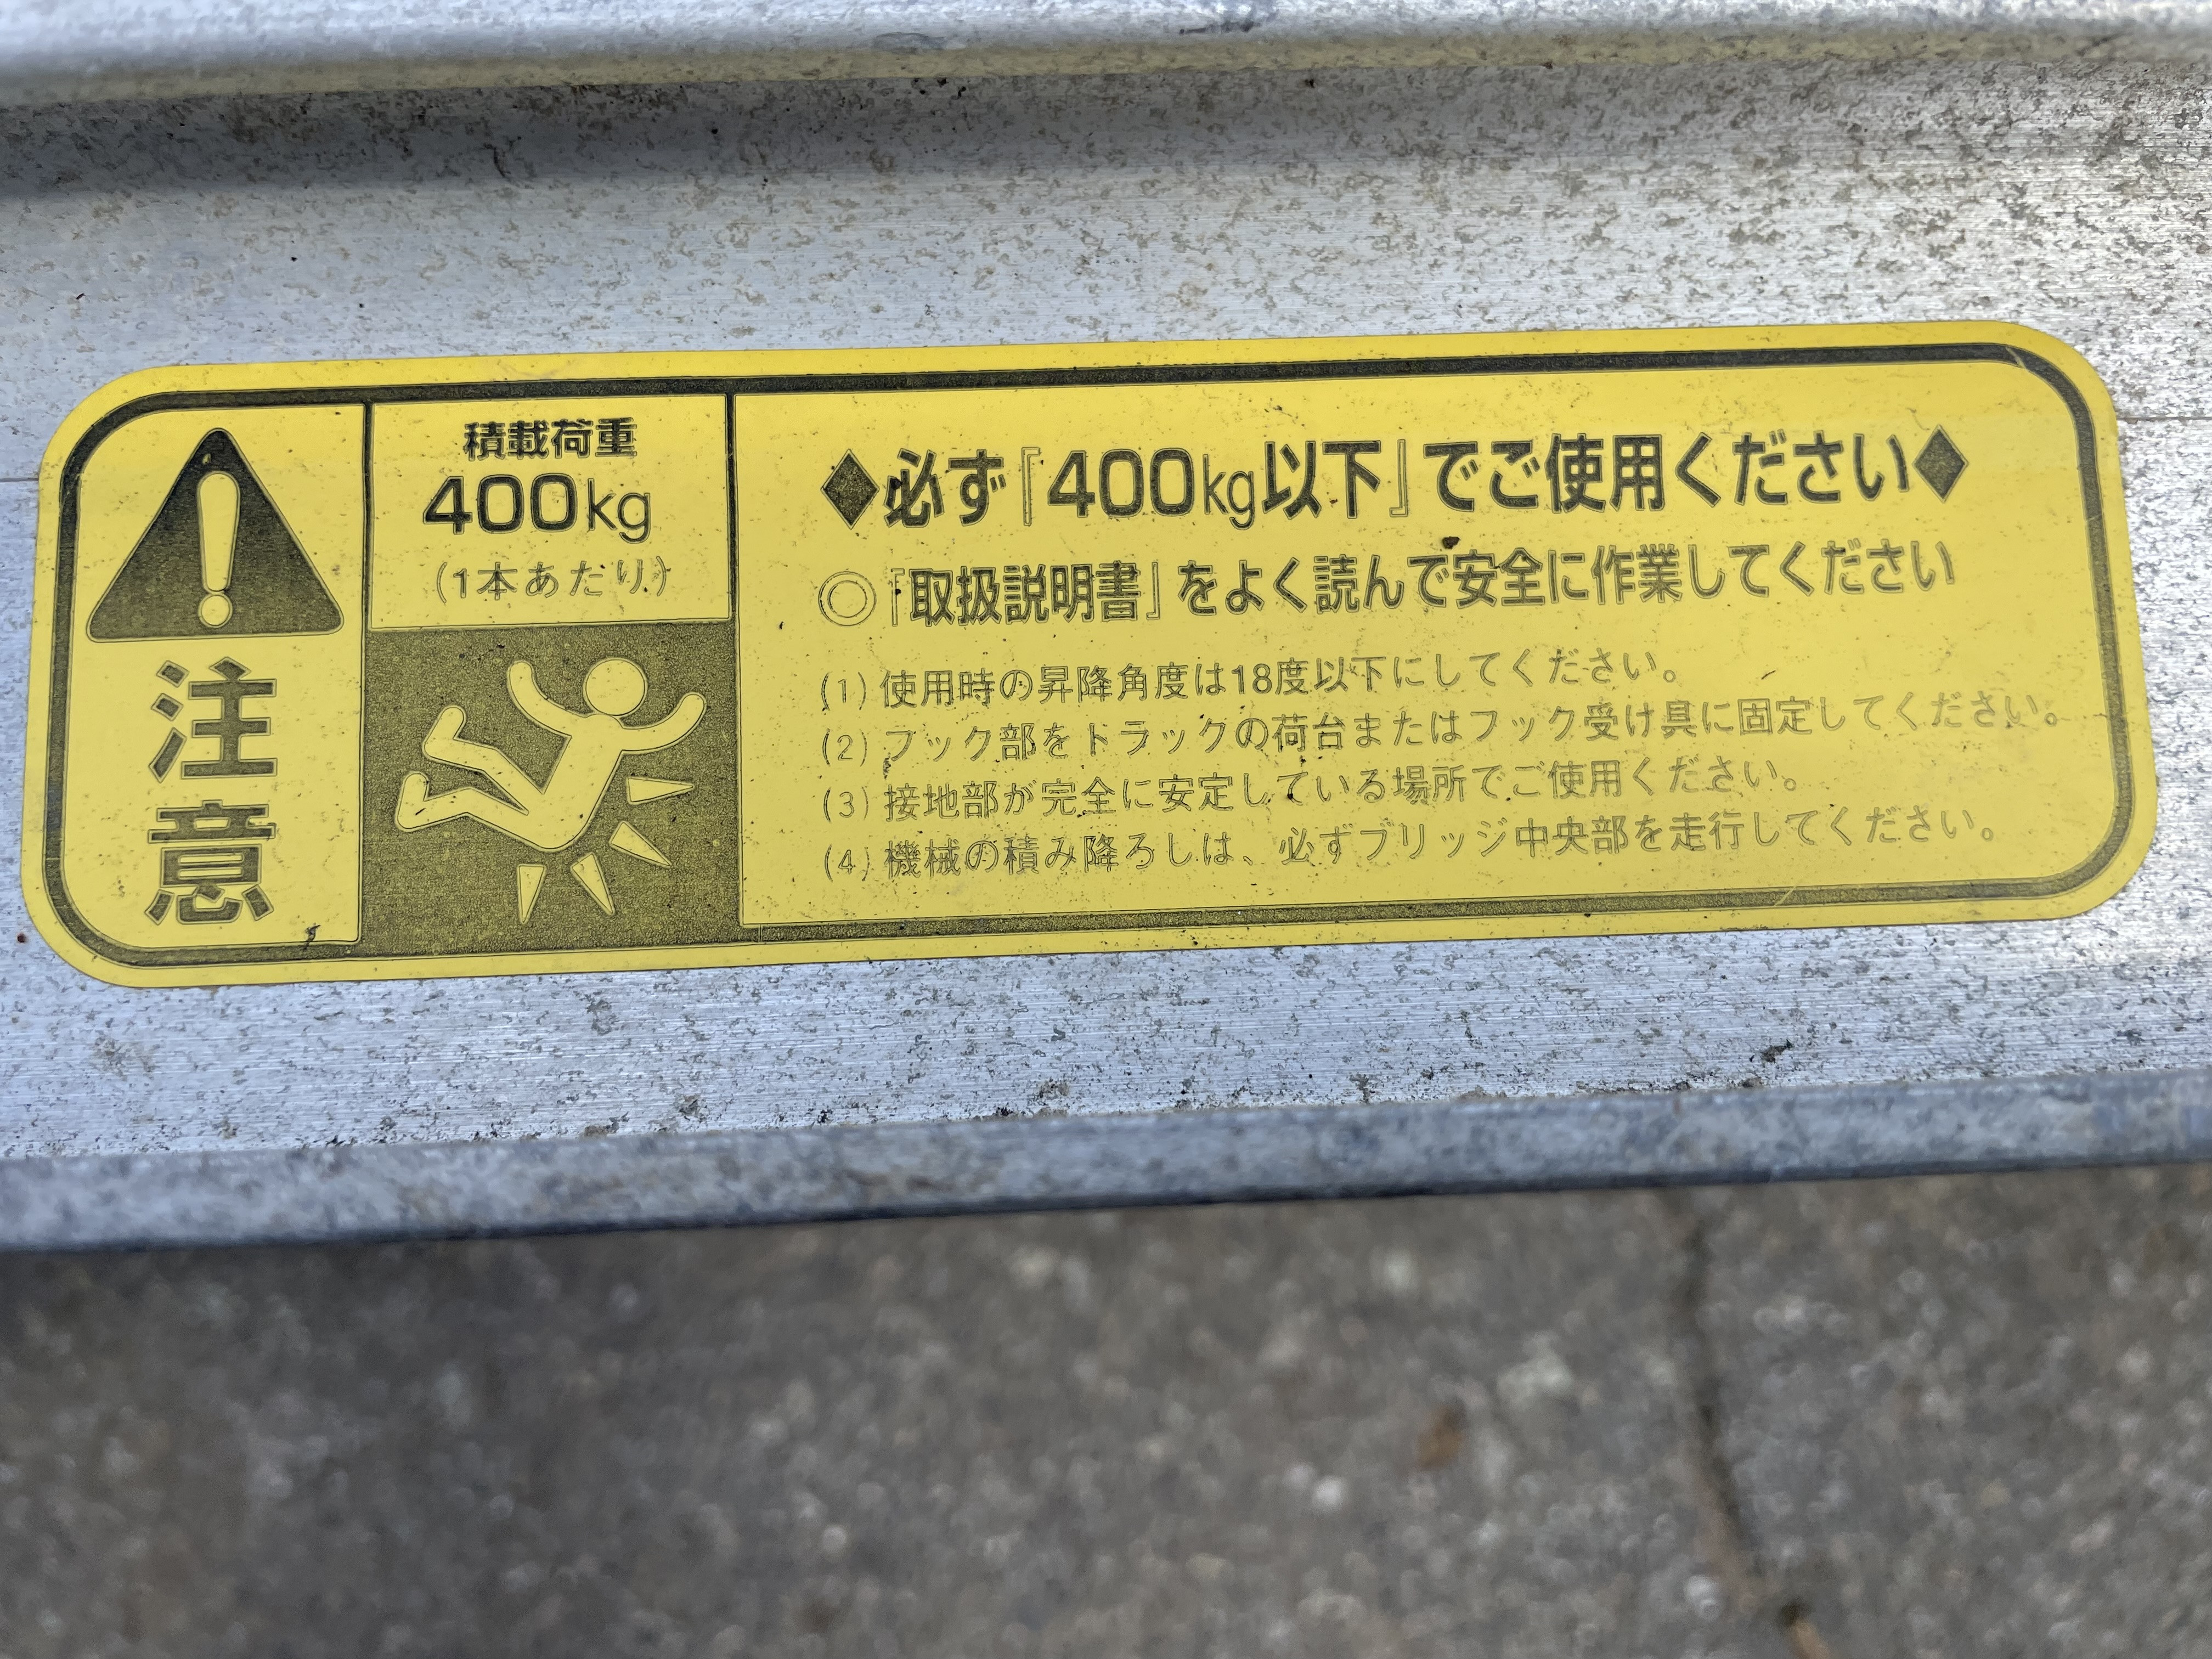 注意
積載荷重
400kg
(1本あたり)
◆必ず『400kg以下』でご使用ください◆
◎『取扱説明書』をよく読んで安全に作業してください
(1) 使用時の昇降角度は18度以下にしてください。
(2) フック部をトラックの荷台またはフック受け具に固定してください。
(3) 接地部が完全に安定している場所でご使用ください。
(4) 機械の積み降ろしは、必ずブリッジ中央部を走行してください。